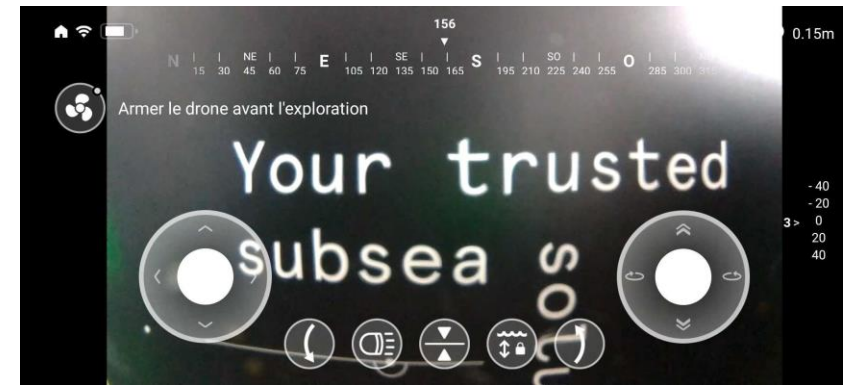 156
0.15m
N 15 30 NE 45 60 75 E 105 120 SE 135 150 165 S 195 210 SO 225 240 255 O 285 300 315
Armer le drone avant l'exploration
Your trusted
subsea
- 40
- 20
3 > 0
20
40